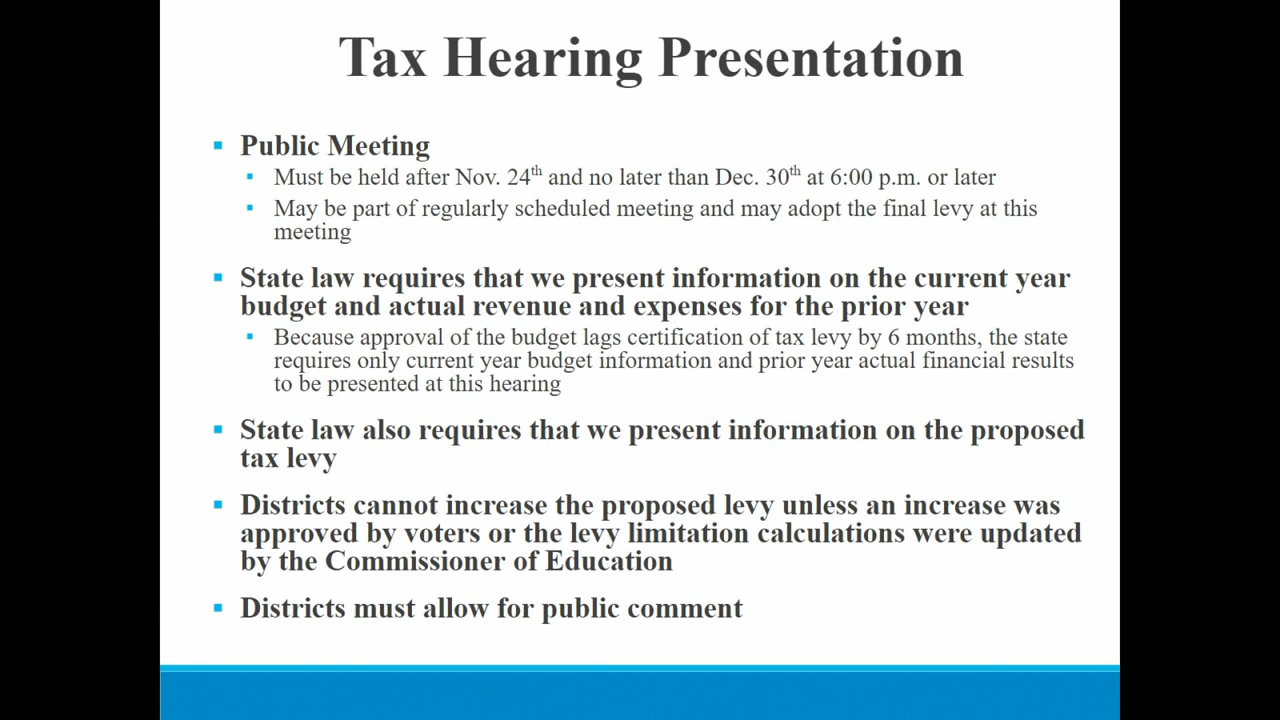 Tax Hearing Presentation
▪ Public Meeting
▪ Must be held after Nov. 24th and no later than Dec. 30th at 6:00 p.m. or later
▪ May be part of regularly scheduled meeting and may adopt the final levy at this
meeting
▪ State law requires that we present information on the current year
budget and actual revenue and expenses for the prior year
▪ Because approval of the budget lags certification of tax levy by 6 months, the state
requires only current year budget information and prior year actual financial results
to be presented at this hearing
▪ State law also requires that we present information on the proposed
tax levy
▪ Districts cannot increase the proposed levy unless an increase was
approved by voters or the levy limitation calculations were updated
by the Commissioner of Education
▪ Districts must allow for public comment